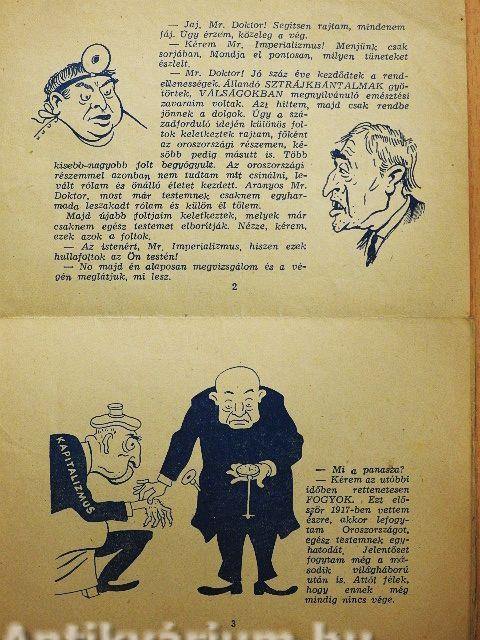 — Jaj, Mr. Doktor! Segitsen rajtam, mindenem
fáj. Úgy érzem, közeleg a vég.
— Kérem Mr. Imperializmus! Menjünk csak
sorjában. Mondja el pontosan, milyen tüneteket
észlelt.
— Mr. Doktor! Jó száz éve kezdődtek a rend-
ellenességek. Állandó SZTRÁJKBÁNTALMAK gyö-
törtek, VÁLSÁGOKBAN megnyilvánuló emésztési
zavaraim voltak. Azt hittem, majd csak rendbe
jönnek a dolgok. Úgy a szá-
zadforduló idején különös fol-
tok keletkeztek rajtam, főként
az oroszországi részemen, ké-
sőbb pedig másutt is. Több
kisebb-nagyobb folt begyógyult. Az oroszországi
részemmel azonban nem tudtam mit csinálni, le-
vált rólam és önálló életet kezdett. Aranyos Mr.
Doktor, most már testemnek csaknem egyhar-
mada leszakadt rólam és külön él tőlem.
Majd újabb foltjaim keletkeztek, melyek már
csaknem egész testemet elborítják. Nézze, kérem,
ezek azok a foltok.
— Az istenért, Mr. Imperializmus, hiszen ezek
hullafoltok az Ön testén!
— No majd én alaposan megvizsgálom és a vé-
gén meglátjuk, mi lesz.
2
KAPITALIZMUS
— Mi a panasza?
— Kérem az utóbbi
időben rettenetesen
FOGYOK. Ezt elő-
ször 1917-ben vettem
észre, akkor lefogy-
tam Oroszországot,
egész testemnek egy-
hatodát. Jelentőset
fogytam még a má-
sodik világháború
után is. Attól félek,
hogy ennek még
mindig nincs vége.
3
Antikvárium.hu